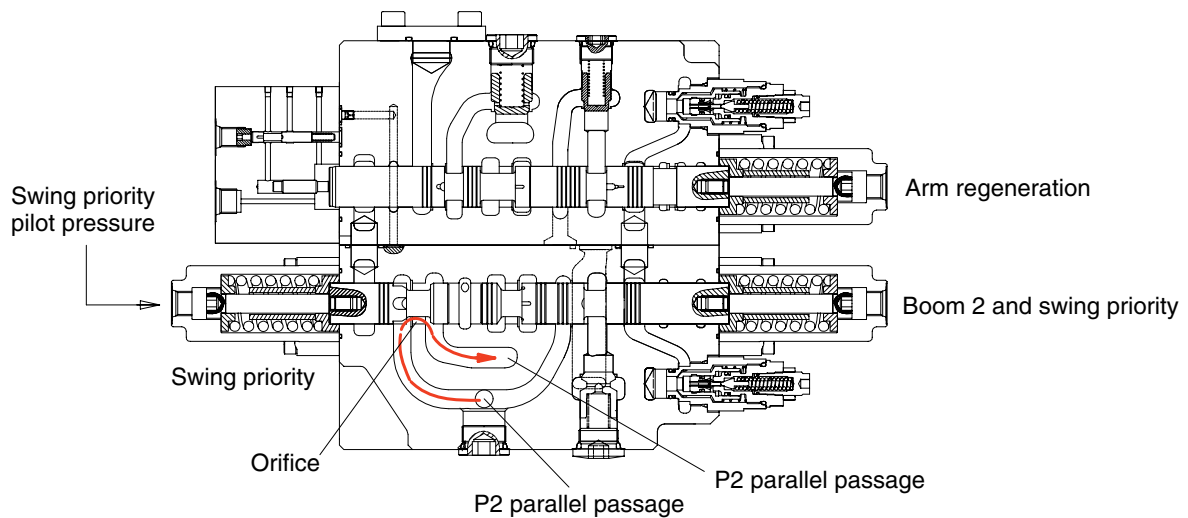 Swing priority
pilot pressure
Arm regeneration
Boom 2 and swing priority
Swing priority
Orifice
P2 parallel passage
P2 parallel passage